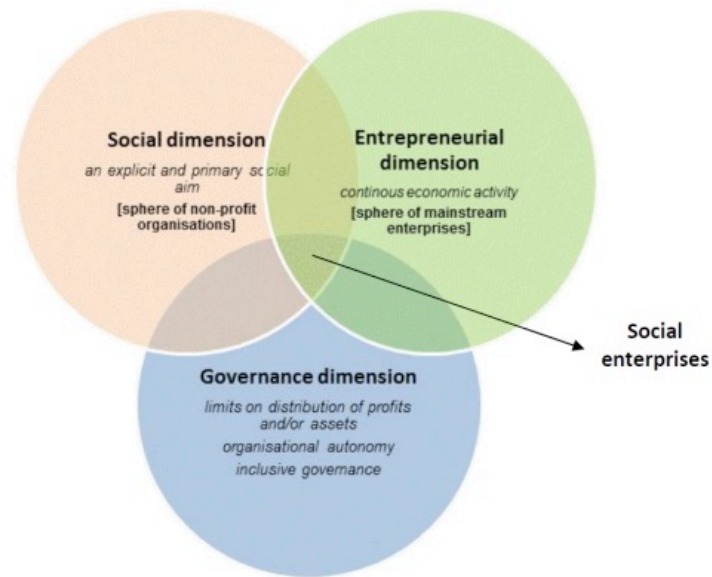 Social dimension
an explicit and primary social
aim
[sphere of non-profit
organisations]
Entrepreneurial
dimension
continous economic activity
[sphere of mainstream
enterprises]
Social
enterprises
Governance dimension
limits on distribution of profits
and/or assets
organisational autonomy
inclusive governance